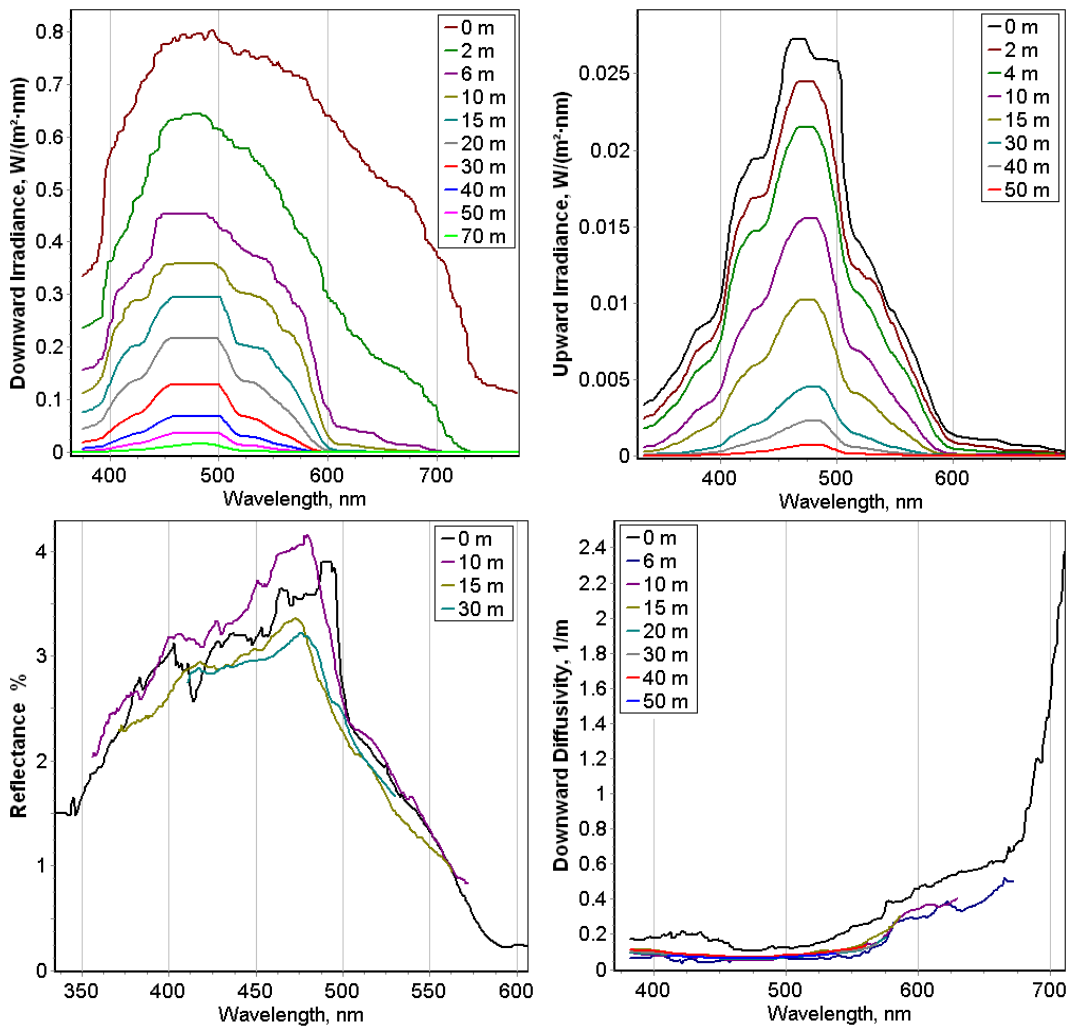 Downward Irradiance, W/(m²·nm)
0.8
0.7
0.6
0.5
0.4
0.3
0.2
0.1
0
400
500
600
700
Wavelength, nm
0 m
2 m
6 m
10 m
15 m
20 m
30 m
40 m
50 m
70 m
Upward Irradiance, W/(m²·nm)
0.025
0.02
0.015
0.01
0.005
0
400
500
600
Wavelength, nm
0 m
2 m
4 m
10 m
15 m
30 m
40 m
50 m
Reflectance %
4
3
2
1
0
350
400
450
500
550
600
Wavelength, nm
0 m
10 m
15 m
30 m
Downward Diffusivity, 1/m
2.4
2.2
2
1.8
1.6
1.4
1.2
1
0.8
0.6
0.4
0.2
0
400
500
600
700
Wavelength, nm
0 m
6 m
10 m
15 m
20 m
30 m
40 m
50 m